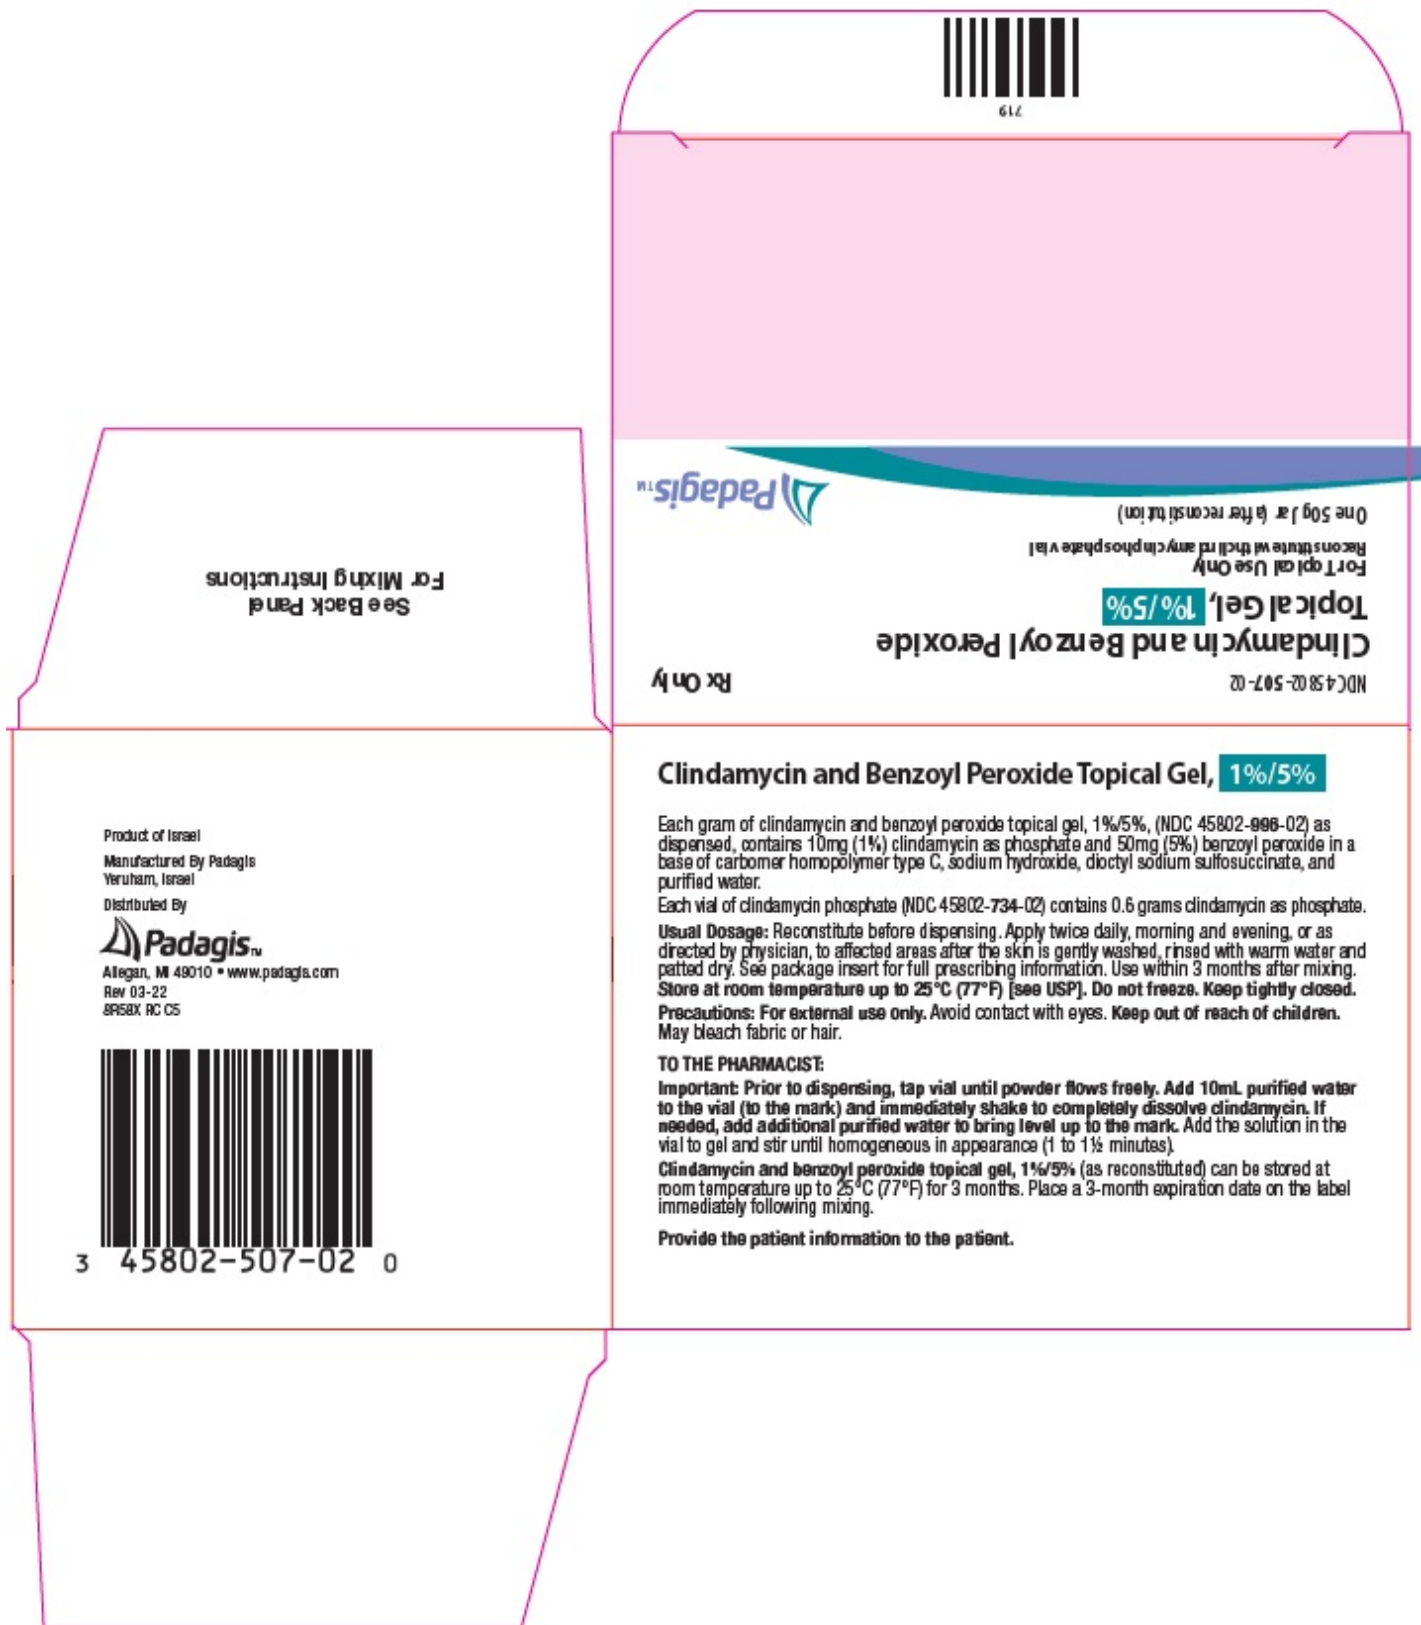 719
Padagis™
One 50g Jar (after reconstitution)
Reconstitute with clindamycin phosphate vial
For Topical Use Only
Topical Gel, 1%/5%
Clindamycin and Benzoyl Peroxide
Rx Only
NDC 45802-507-02
See Back Panel
For Mixing Instructions
Product of Israel
Manufactured By Padagis
Yeruham, Israel
Distributed By
Padagis™
Allegan, MI 49010 • www.padagis.com
Rev 03-22
8R58X RC C5
3 45802-507-02 0
Clindamycin and Benzoyl Peroxide Topical Gel, 1%/5%
Each gram of clindamycin and benzoyl peroxide topical gel, 1%/5%, (NDC 45802-996-02) as
dispensed, contains 10mg (1%) clindamycin as phosphate and 50mg (5%) benzoyl peroxide in a
base of carbomer homopolymer type C, sodium hydroxide, dioctyl sodium sulfosuccinate, and
purified water.
Each vial of clindamycin phosphate (NDC 45802-734-02) contains 0.6 grams clindamycin as phosphate.
Usual Dosage: Reconstitute before dispensing. Apply twice daily, morning and evening, or as
directed by physician, to affected areas after the skin is gently washed, rinsed with warm water and
patted dry. See package insert for full prescribing information. Use within 3 months after mixing.
Store at room temperature up to 25°C (77°F) [see USP]. Do not freeze. Keep tightly closed.
Precautions: For external use only. Avoid contact with eyes. Keep out of reach of children.
May bleach fabric or hair.
TO THE PHARMACIST:
Important: Prior to dispensing, tap vial until powder flows freely. Add 10mL purified water
to the vial (to the mark) and immediately shake to completely dissolve clindamycin. If
needed, add additional purified water to bring level up to the mark. Add the solution in the
vial to gel and stir until homogeneous in appearance (1 to 1½ minutes).
Clindamycin and benzoyl peroxide topical gel, 1%/5% (as reconstituted) can be stored at
room temperature up to 25°C (77°F) for 3 months. Place a 3-month expiration date on the label
immediately following mixing.
Provide the patient information to the patient.